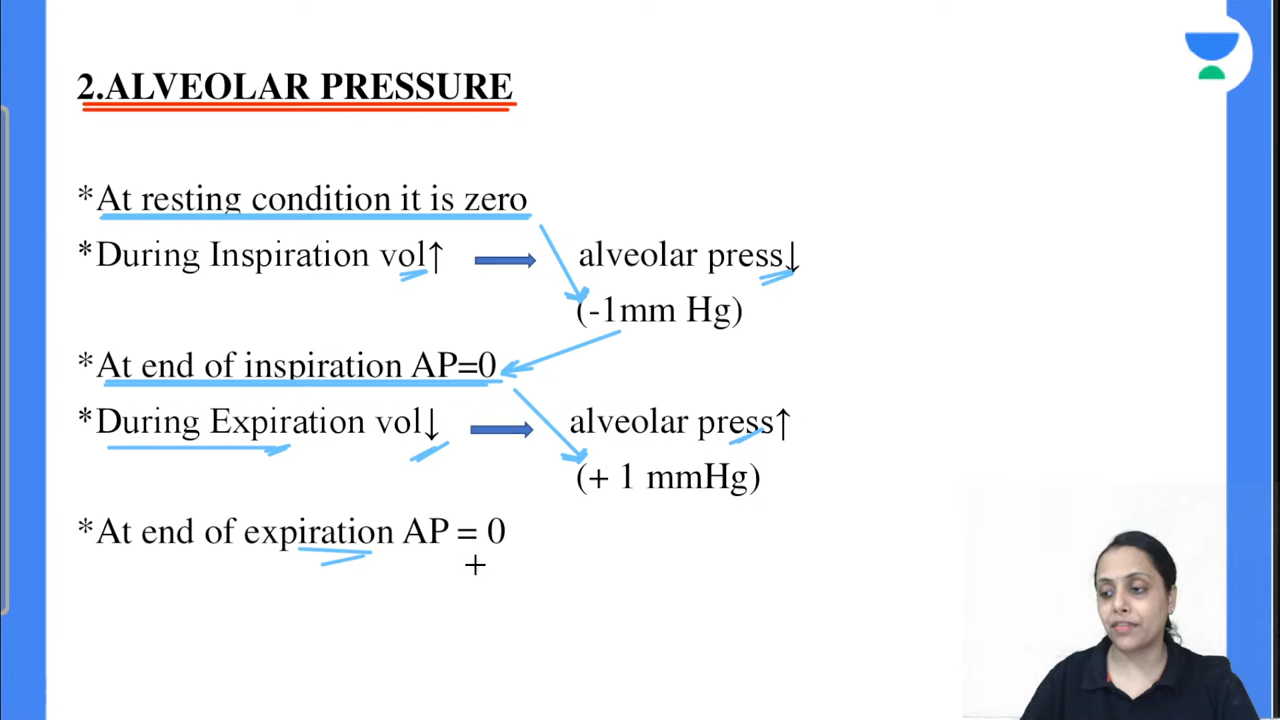 2.ALVEOLAR PRESSURE
*At resting condition it is zero
*During Inspiration vol↑ → alveolar press↓
(-1mm Hg)
*At end of inspiration AP=0
*During Expiration vol↓ → alveolar press↑
(+ 1 mmHg)
*At end of expiration AP = 0